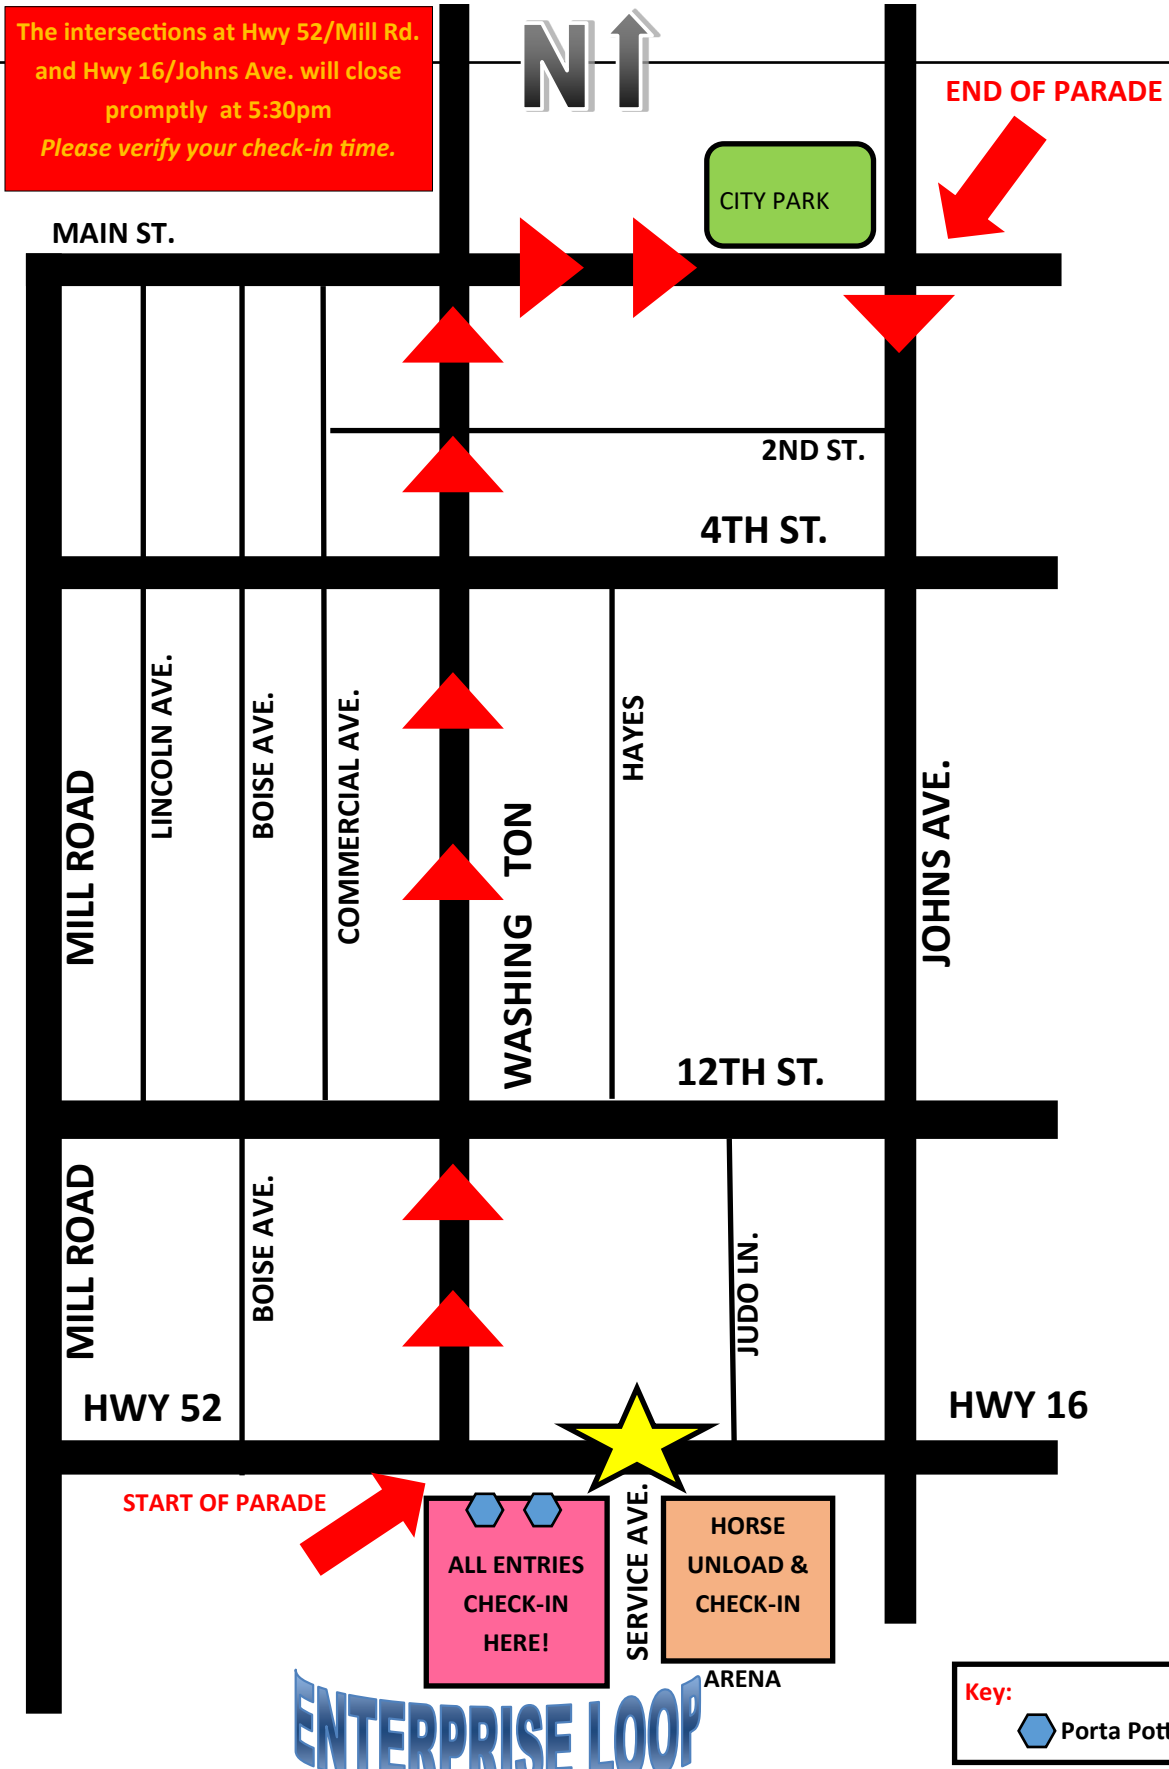 The intersections at Hwy 52/Mill Rd.
and Hwy 16/Johns Ave. will close
promptly at 5:30pm
Please verify your check-in time.
N
END OF PARADE
CITY PARK
MAIN ST.
2ND ST.
4TH ST.
LINCOLN AVE.
BOISE AVE.
COMMERCIAL AVE.
HAYES
MILL ROAD
WASHING TON
JOHNS AVE.
12TH ST.
MILL ROAD
BOISE AVE.
JUDO LN.
HWY 52
HWY 16
START OF PARADE
ALL ENTRIES
CHECK-IN
HERE!
SERVICE AVE.
HORSE
UNLOAD &
CHECK-IN
ARENA
ENTERPRISE LOOP
Key:
Porta Pott